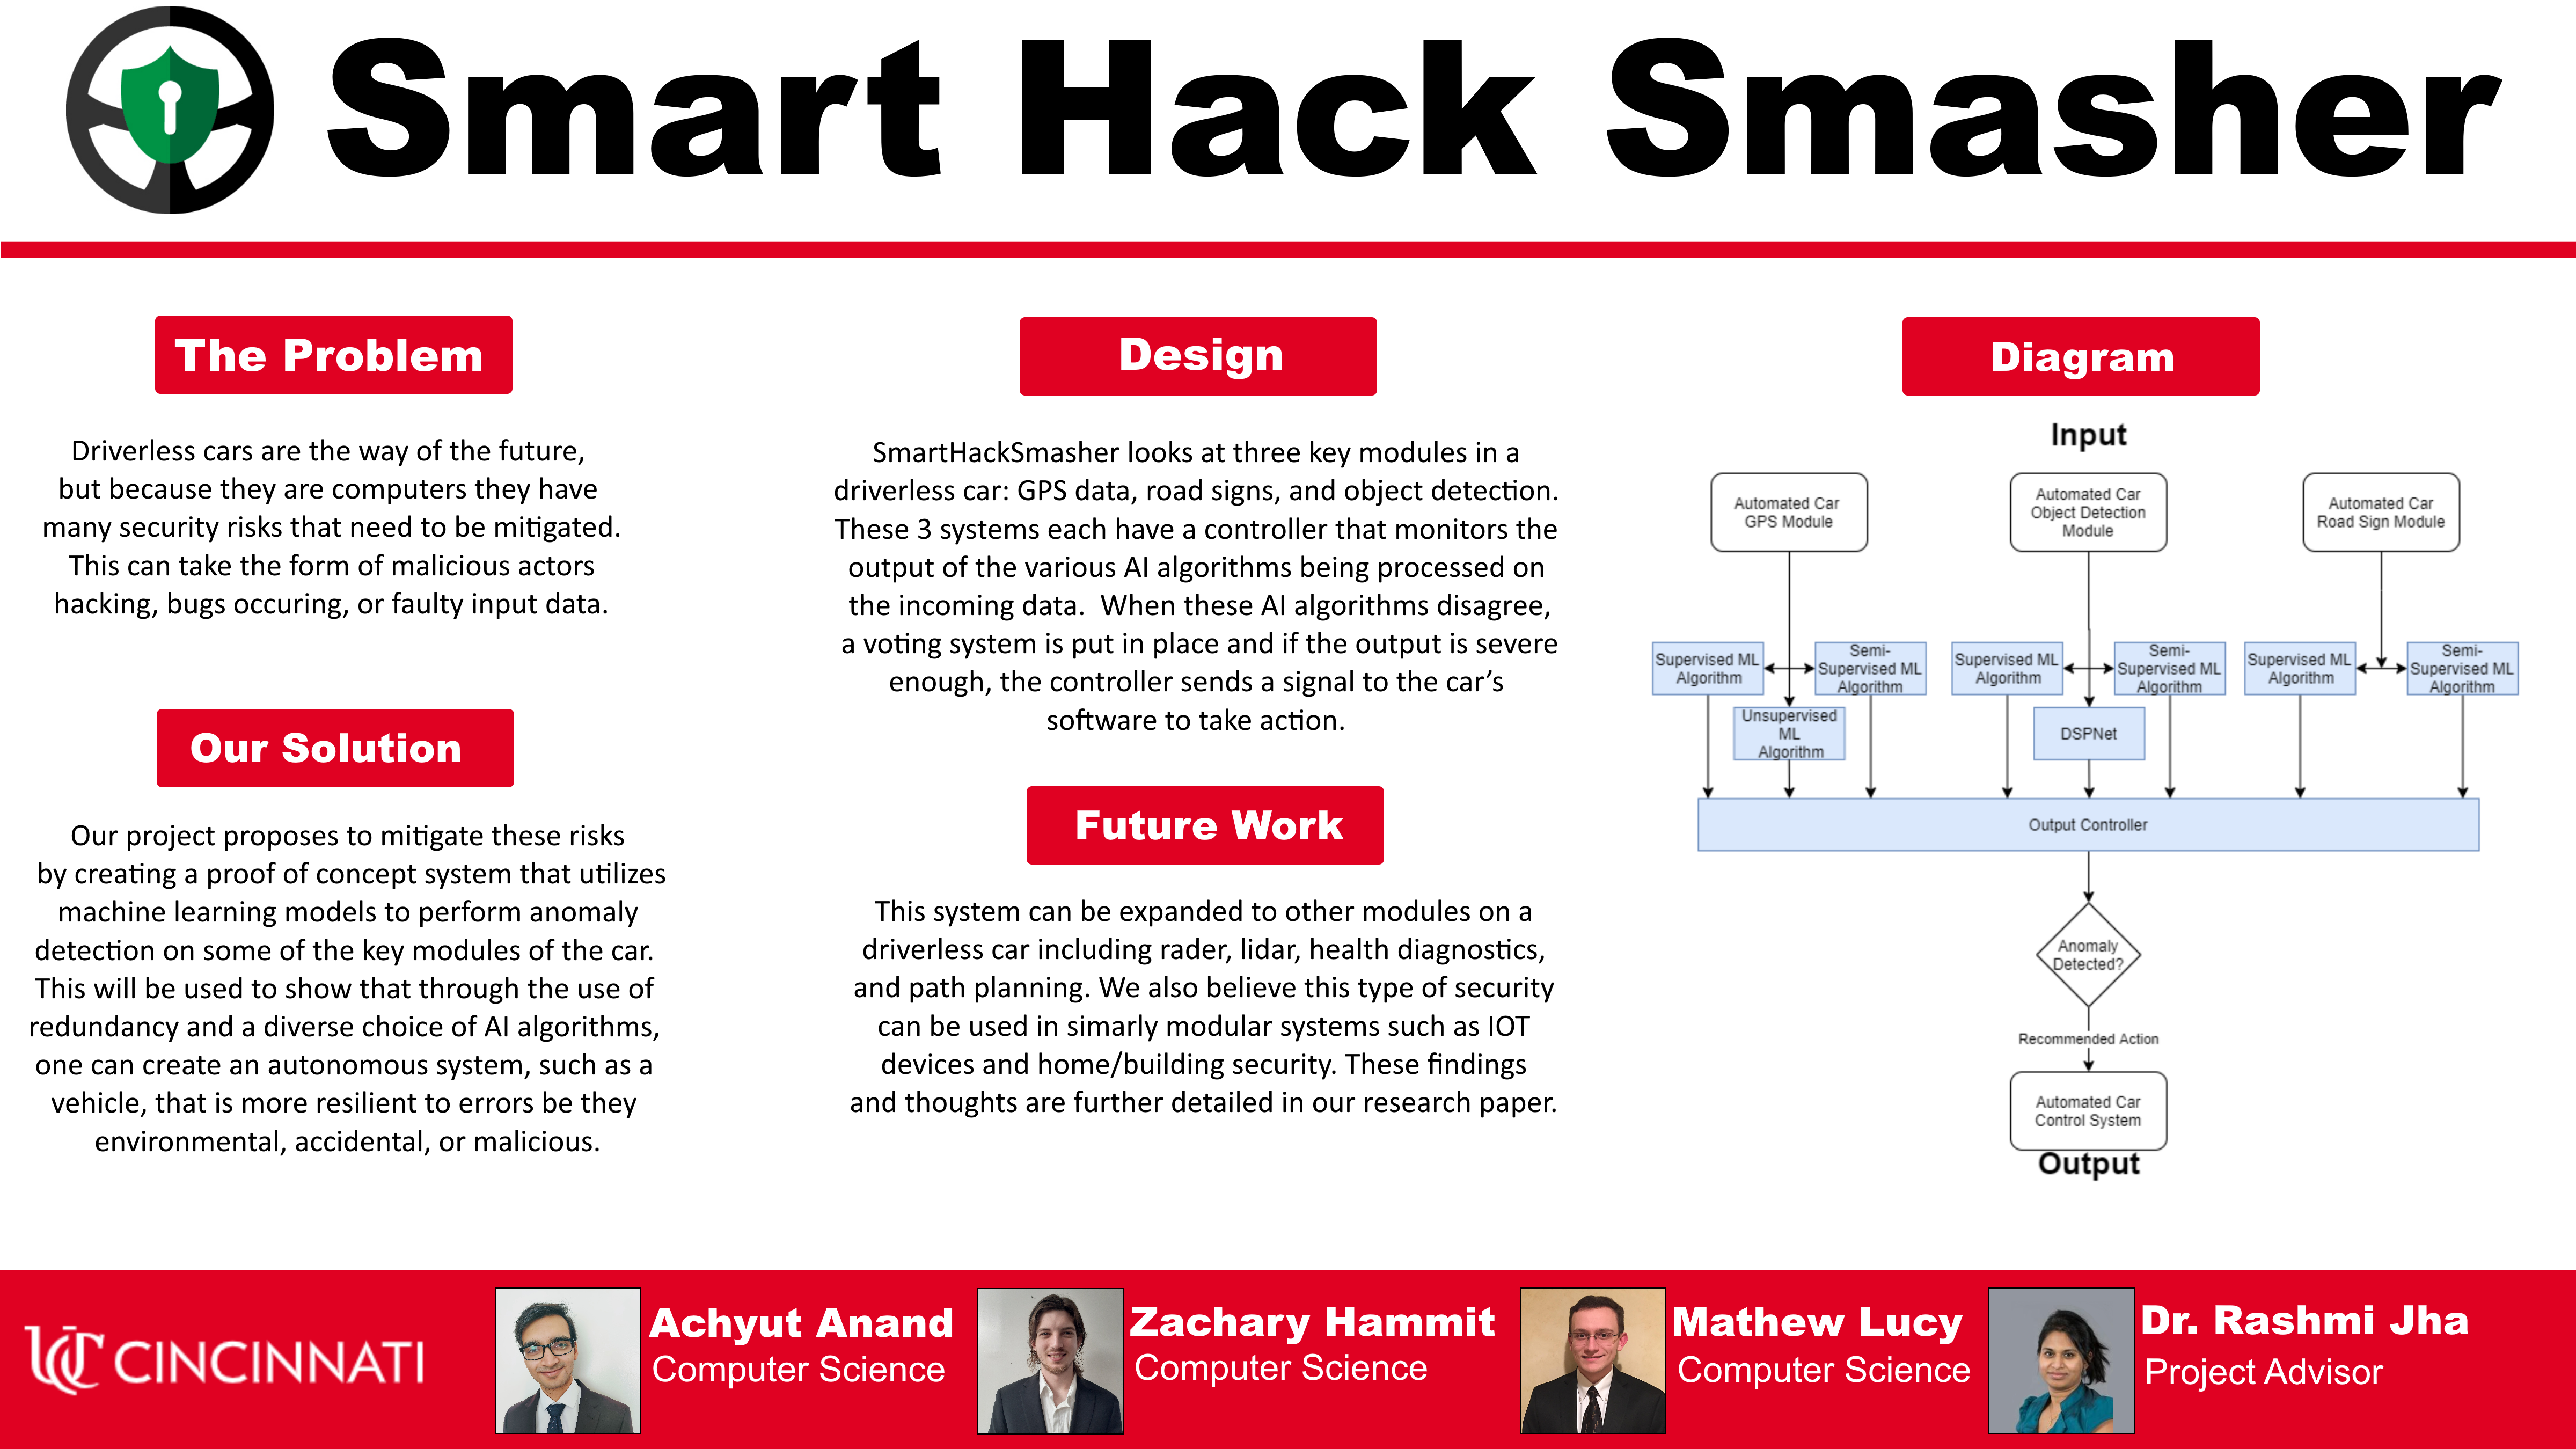 Smart Hack Smasher
The Problem
Driverless cars are the way of the future,
but because they are computers they have
many security risks that need to be mitigated.
This can take the form of malicious actors
hacking, bugs occuring, or faulty input data.
Our Solution
Our project proposes to mitigate these risks
by creating a proof of concept system that utilizes
machine learning models to perform anomaly
detection on some of the key modules of the car.
This will be used to show that through the use of
redundancy and a diverse choice of AI algorithms,
one can create an autonomous system, such as a
vehicle, that is more resilient to errors be they
environmental, accidental, or malicious.
Design
SmartHackSmasher looks at three key modules in a
driverless car: GPS data, road signs, and object detection.
These 3 systems each have a controller that monitors the
output of the various AI algorithms being processed on
the incoming data.  When these AI algorithms disagree,
a voting system is put in place and if the output is severe
enough, the controller sends a signal to the car’s
software to take action.
Future Work
This system can be expanded to other modules on a
driverless car including rader, lidar, health diagnostics,
and path planning. We also believe this type of security
can be used in simarly modular systems such as IOT
devices and home/building security. These findings
and thoughts are further detailed in our research paper.
Diagram
Input
Automated Car
GPS Module
Automated Car
Object Detection
Module
Automated Car
Road Sign Module
Supervised ML
Algorithm
Semi-
Supervised ML
Algorithm
Supervised ML
Algorithm
Semi-
Supervised ML
Algorithm
Supervised ML
Algorithm
Semi-
Supervised ML
Algorithm
Unsupervised
ML
Algorithm
DSPNet
Output Controller
Anomaly
Detected?
Recommended Action
Automated Car
Control System
Output
UC CINCINNATI
Achyut Anand
Computer Science
Zachary Hammit
Computer Science
Mathew Lucy
Computer Science
Dr. Rashmi Jha
Project Advisor